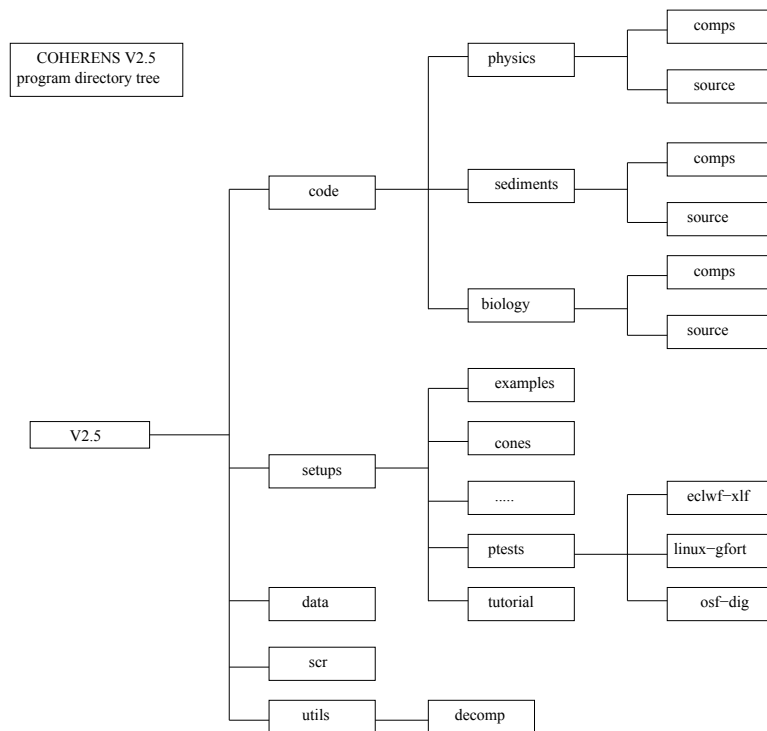 COHERENS V2.5
program directory tree
physics
comps
source
code
sediments
comps
source
biology
comps
source
V2.5
setups
examples
cones
.....
ptests
eclwf−xlf
linux−gfort
osf−dig
tutorial
data
scr
utils
decomp